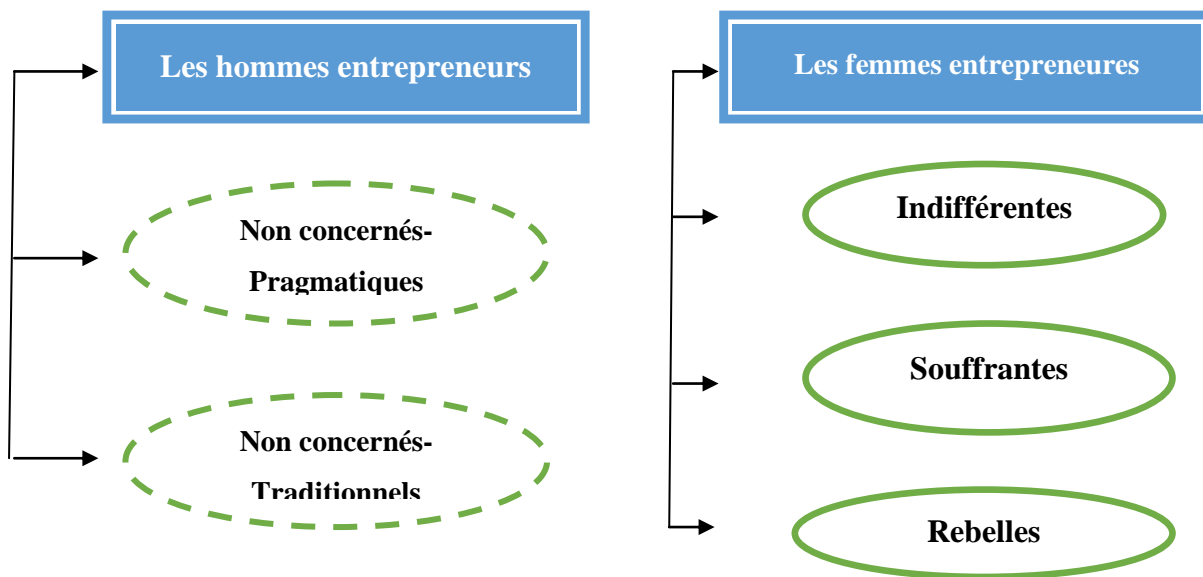 Les hommes entrepreneurs
Non concernés-
Pragmatiques
Non concernés-
Traditionnels
Les femmes entrepreneures
Indifférentes
Souffrantes
Rebelles